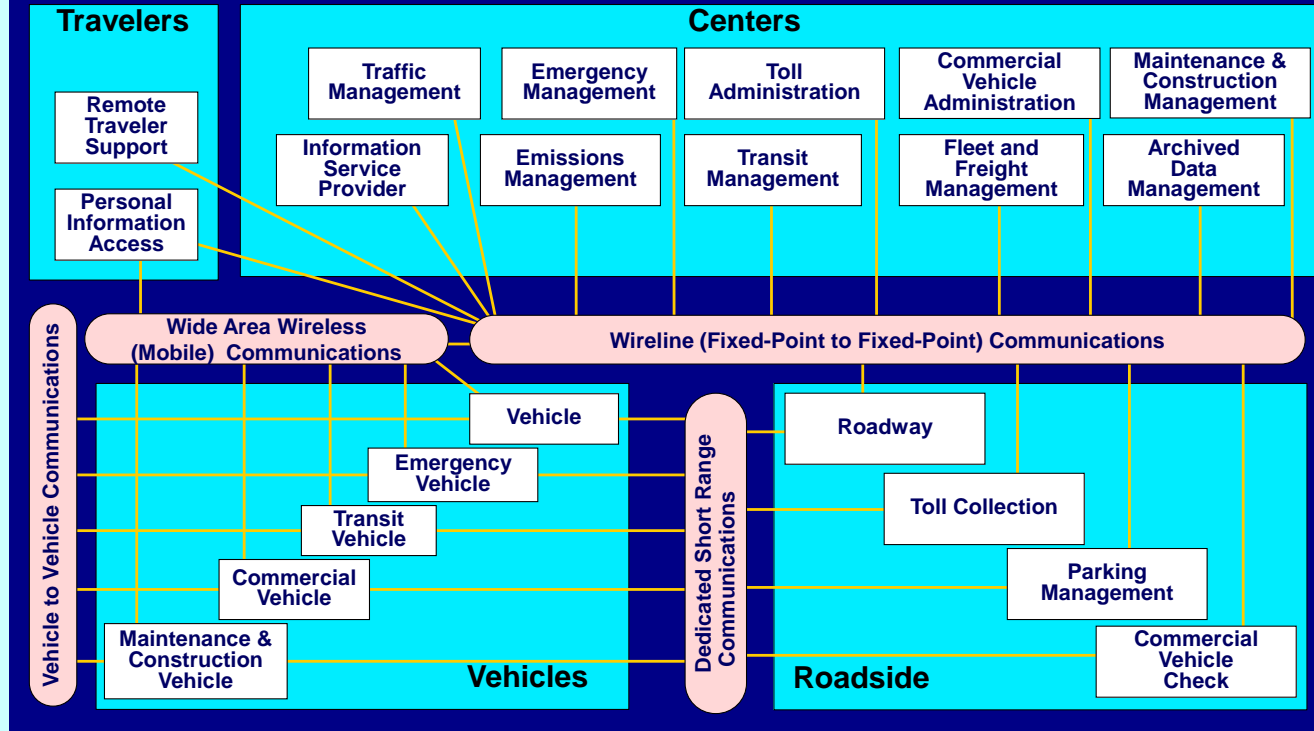 Travelers
Remote
Traveler
Support
Personal
Information
Access
Centers
Traffic
Management
Emergency
Management
Toll
Administration
Commercial
Vehicle
Administration
Maintenance &
Construction
Management
Information
Service
Provider
Emissions
Management
Transit
Management
Fleet and
Freight
Management
Archived
Data
Management
Wide Area Wireless
(Mobile) Communications
Wireline (Fixed-Point to Fixed-Point) Communications
Vehicle to Vehicle Communications
Vehicle
Emergency
Vehicle
Transit
Vehicle
Commercial
Vehicle
Maintenance &
Construction
Vehicle
Vehicles
Dedicated Short Range
Communications
Roadway
Toll Collection
Parking
Management
Commercial
Vehicle
Check
Roadside